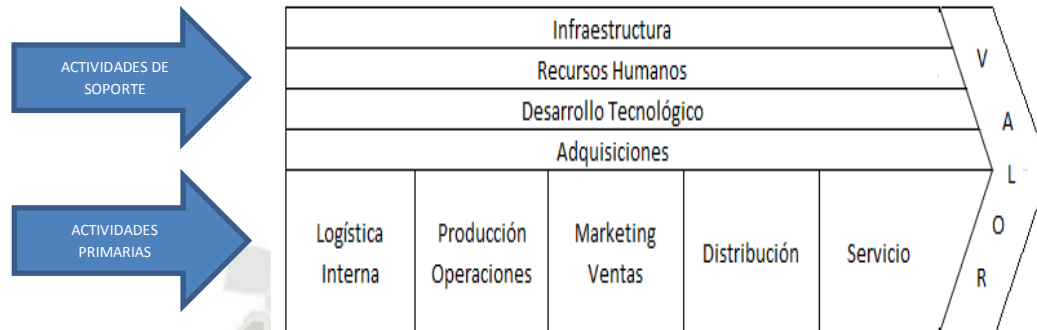 ACTIVIDADES DE
SOPORTE
Infraestructura
Recursos Humanos
Desarrollo Tecnológico
Adquisiciones
ACTIVIDADES
PRIMARIAS
Logística
Interna
Producción
Operaciones
Marketing
Ventas
Distribución
Servicio
V
A
L
O
R